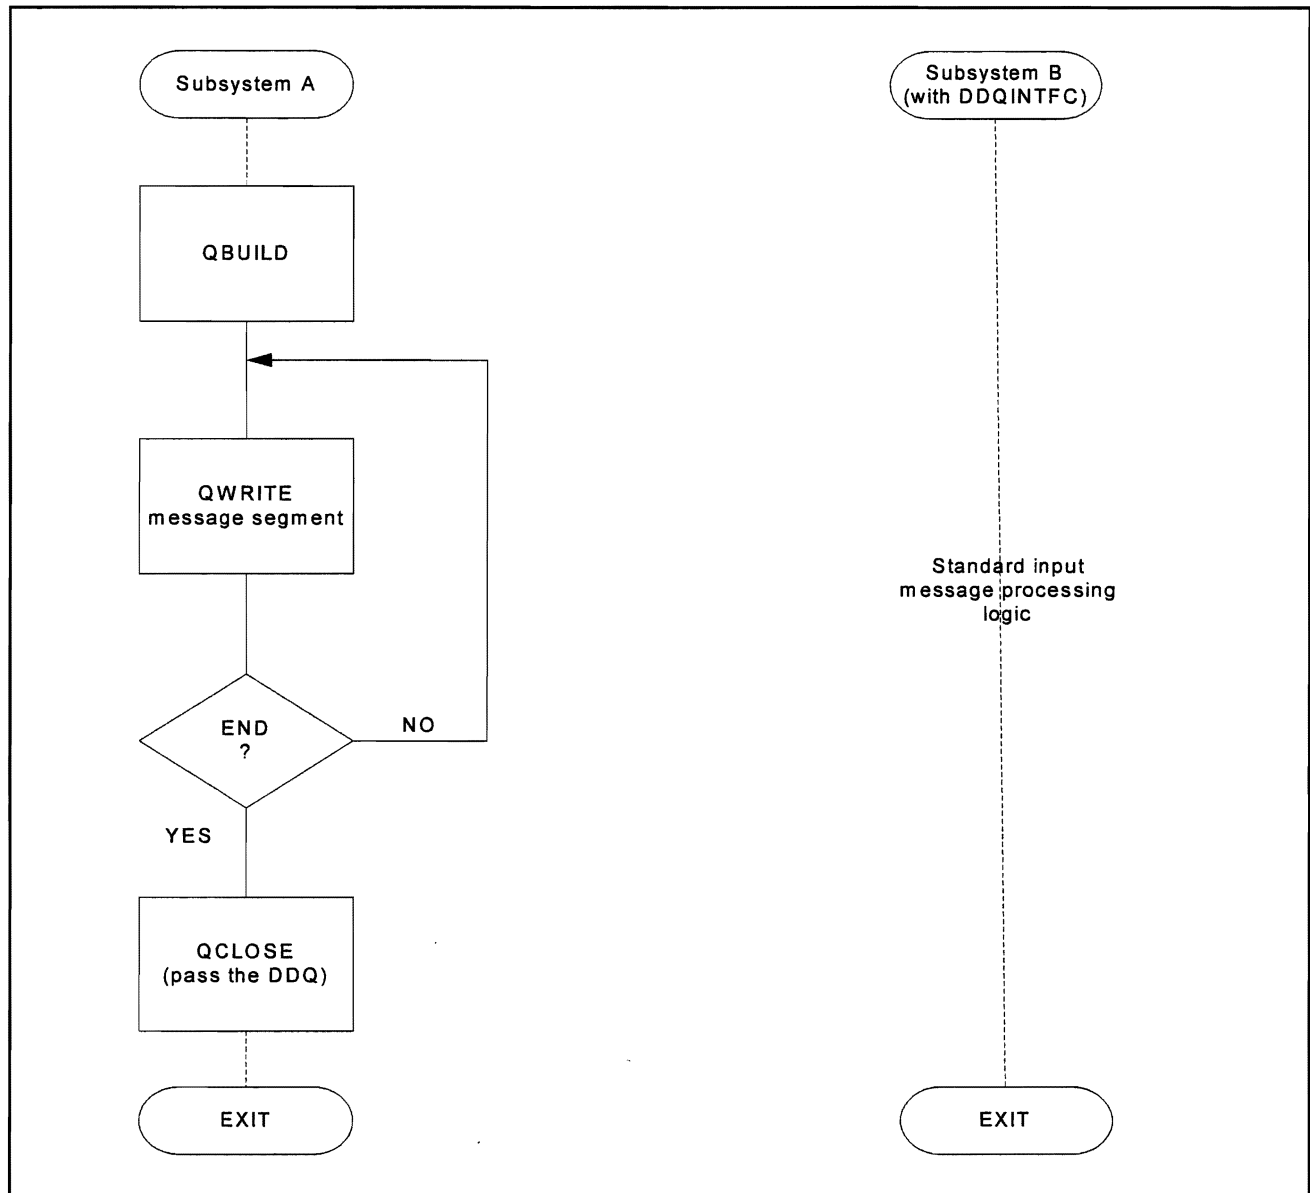 Subsystem A
QBUILD
QWRITE
message segment
END
?
NO
YES
QCLOSE
(pass the DDQ)
EXIT
Subsystem B
(with DDQINTFC)
Standard input
message processing
logic
EXIT